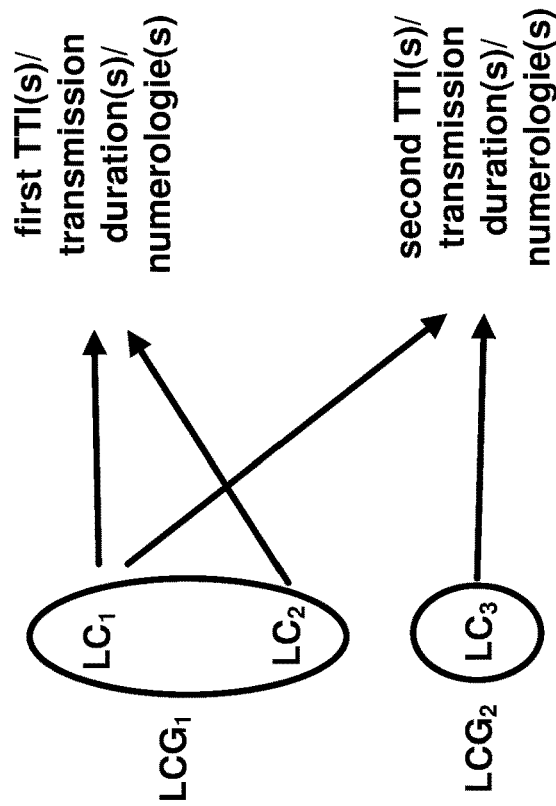 LCG₁
LC₁
LC₂
first TTI(s)/
transmission
duration(s)/
numerologie(s)
LCG₂
LC₃
second TTI(s)/
transmission
duration(s)/
numerologie(s)